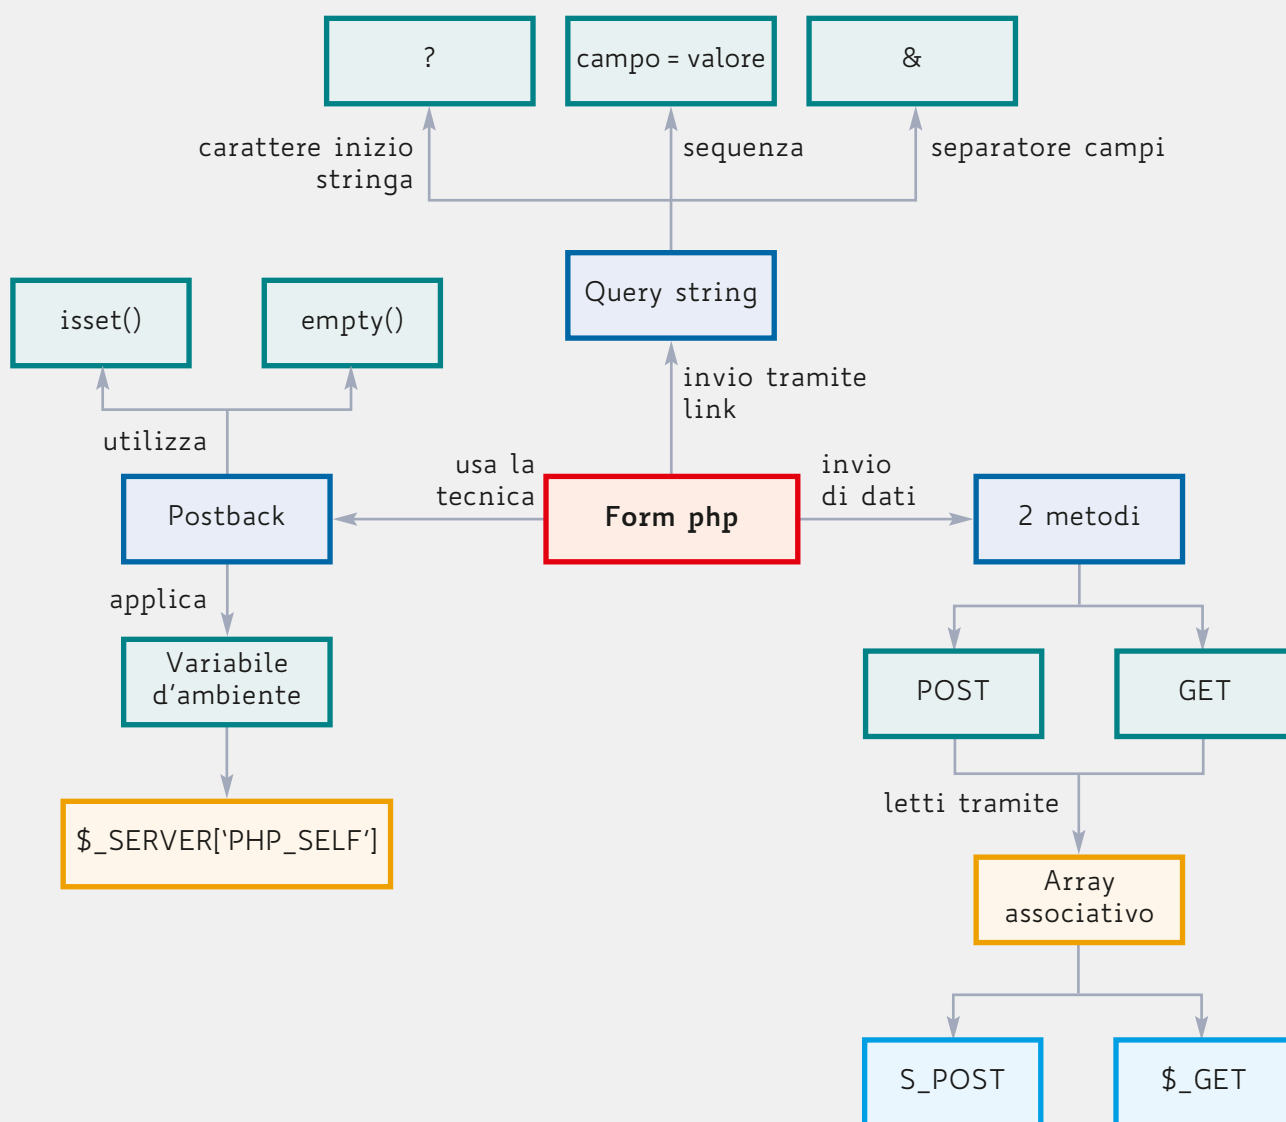 ?
campo = valore
&
carattere inizio
stringa
sequenza
separatore campi
Query string
isset()
empty()
invio tramite
link
utilizza
usa la
tecnica
invio
di dati
Postback
Form php
2 metodi
applica
Variabile
d'ambiente
POST
GET
$_SERVER[‘PHP_SELF’]
letti tramite
Array
associativo
S_POST
$_GET